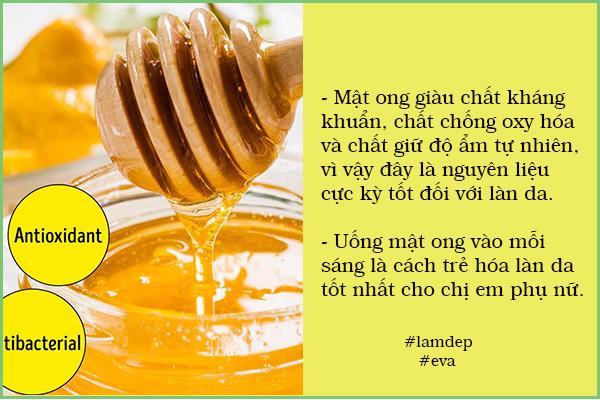 Antioxidant
tibacterial
- Mật ong giàu chất kháng
khuẩn, chất chống oxy hóa
và chất giữ độ ẩm tự nhiên,
vì vậy đây là nguyên liệu
cực kỳ tốt đối với làn da.
- Uống mật ong vào mỗi
sáng là cách trẻ hóa làn da
tốt nhất cho chị em phụ nữ.
#lamdep
#eva